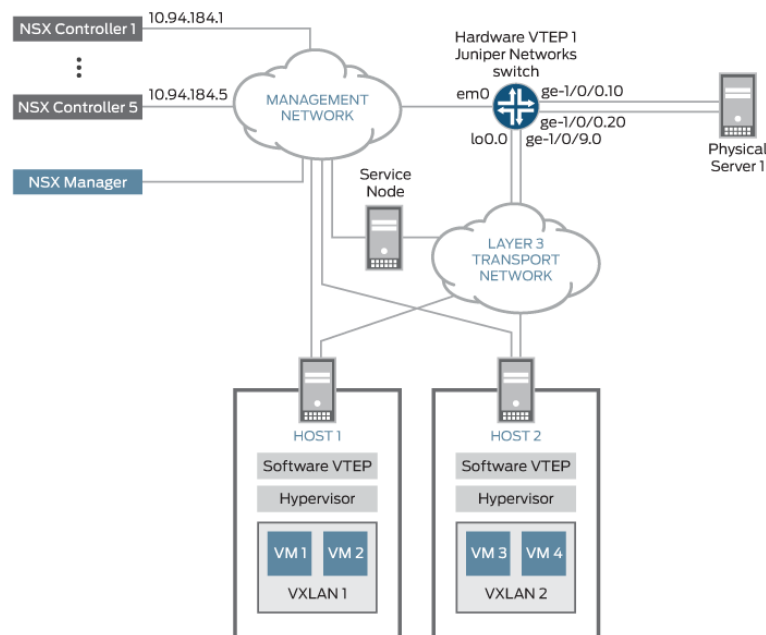 NSX Controller 1
10.94.184.1
NSX Controller 5
10.94.184.5
NSX Manager
MANAGEMENT
NETWORK
Hardware VTEP 1
Juniper Networks
switch
em0
ge-1/0/0.10
ge-1/0/0.20
lo0.0
ge-1/0/9.0
Physical
Server 1
Service
Node
LAYER 3
TRANSPORT
NETWORK
HOST 1
Software VTEP
Hypervisor
VM 1
VM 2
VXLAN 1
HOST 2
Software VTEP
Hypervisor
VM 3
VM 4
VXLAN 2